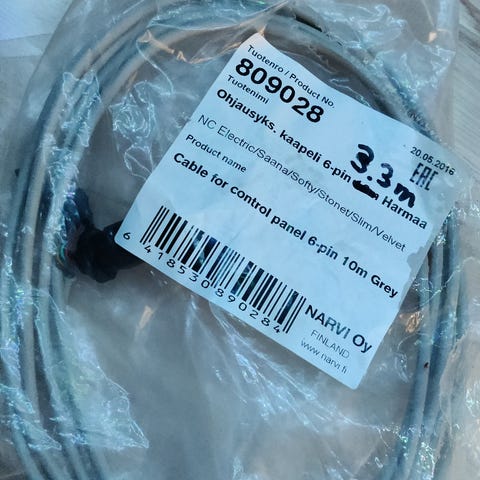 Tuotenro / Product No.
809028
Tuotenimi
20.05.2016
EAC
Ohjausyks. kaapeli 6-pin Harmaa
3.3m
NC Electric/Saana/Softy/Stonet/Slim/Velvet
Product name
Cable for control panel 6-pin 10m Grey
6 418530 890284
NARVI Oy
FINLAND
www.narvi.fi